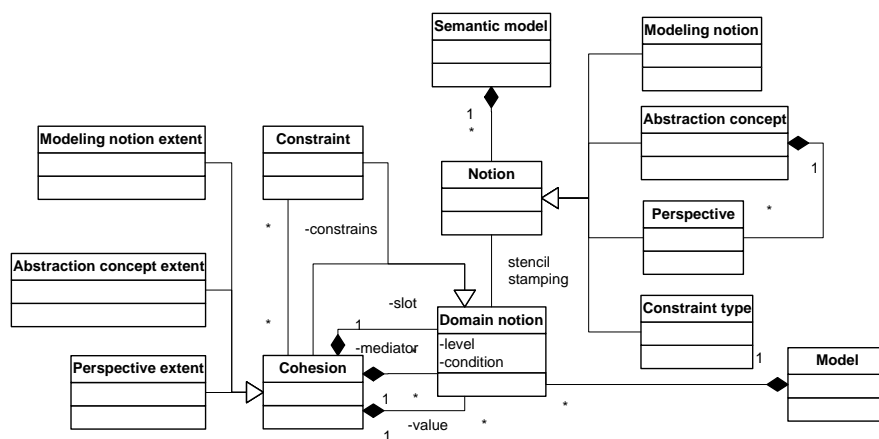 Semantic model
Modeling notion
1
*
Modeling notion extent
Constraint
Abstraction concept
1
Notion
Perspective
*
*
-constrains
Abstraction concept extent
stencil
stamping
-slot
Constraint type
*
1
Domain notion
-level
-condition
-mediator
*
1
Model
Perspective extent
Cohesion
1
*
*
*
-value
1